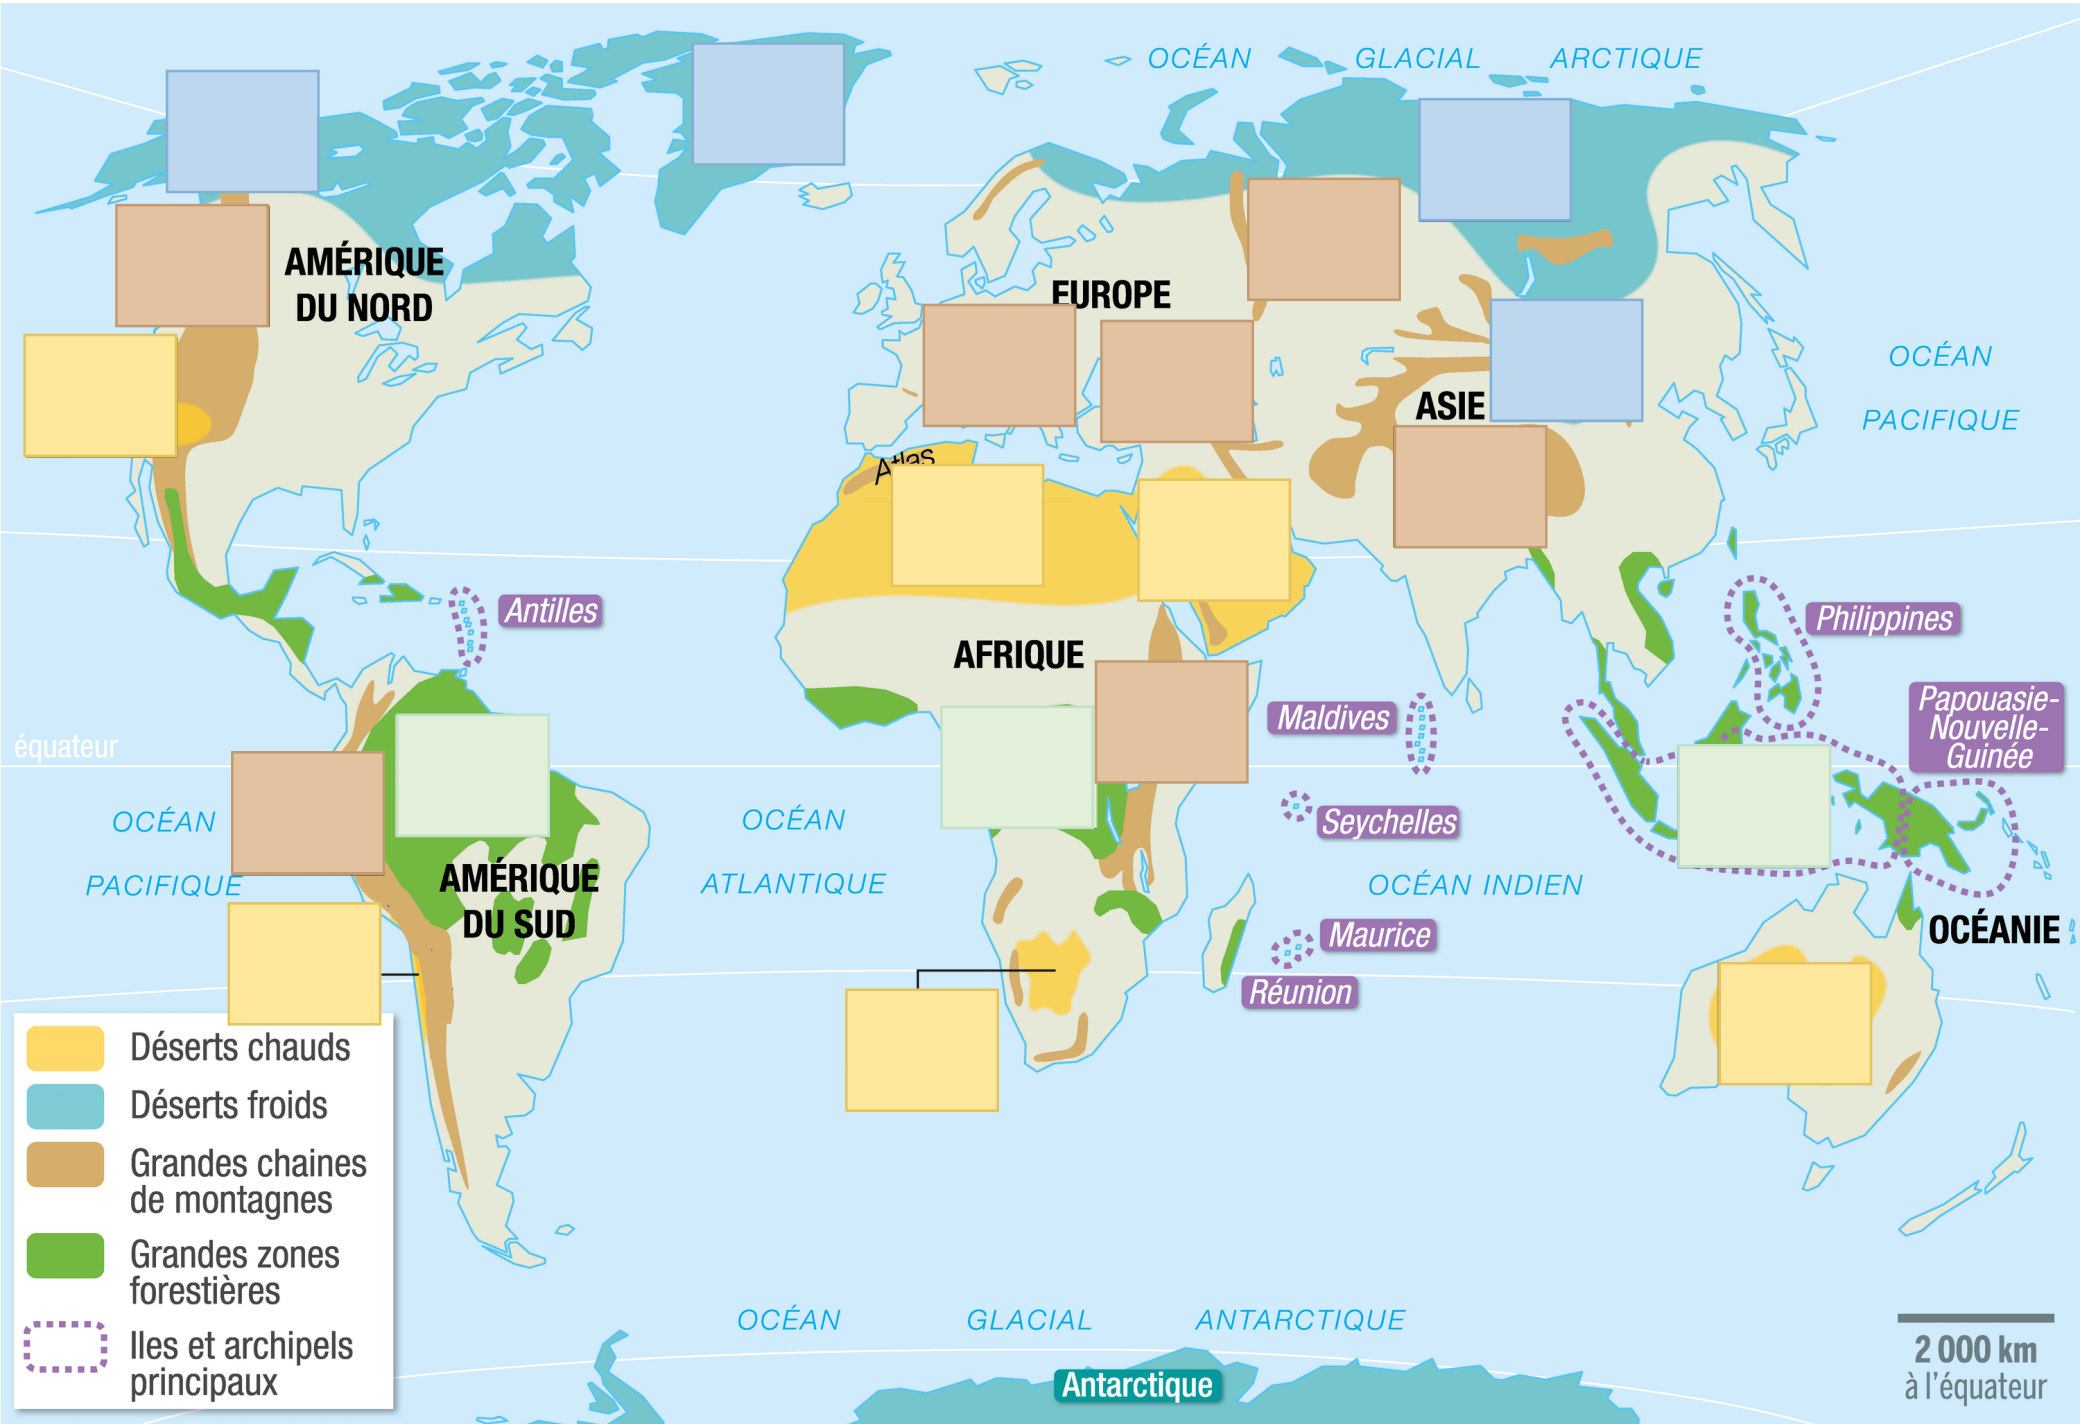 OCÉAN GLACIAL ARCTIQUE
AMÉRIQUE
DU NORD
EUROPE
OCÉAN
PACIFIQUE
ASIE
Atlas
Antilles
Philippines
AFRIQUE
Maldives
Papouasie-
Nouvelle-
Guinée
équateur
OCÉAN
PACIFIQUE
OCÉAN
ATLANTIQUE
Seychelles
AMÉRIQUE
DU SUD
OCÉAN INDIEN
Maurice
OCÉANIE
Réunion
Déserts chauds
Déserts froids
Grandes chaines
de montagnes
Grandes zones
forestières
Iles et archipels
principaux
OCÉAN GLACIAL ANTARCTIQUE
Antarctique
2 000 km
à l'équateur